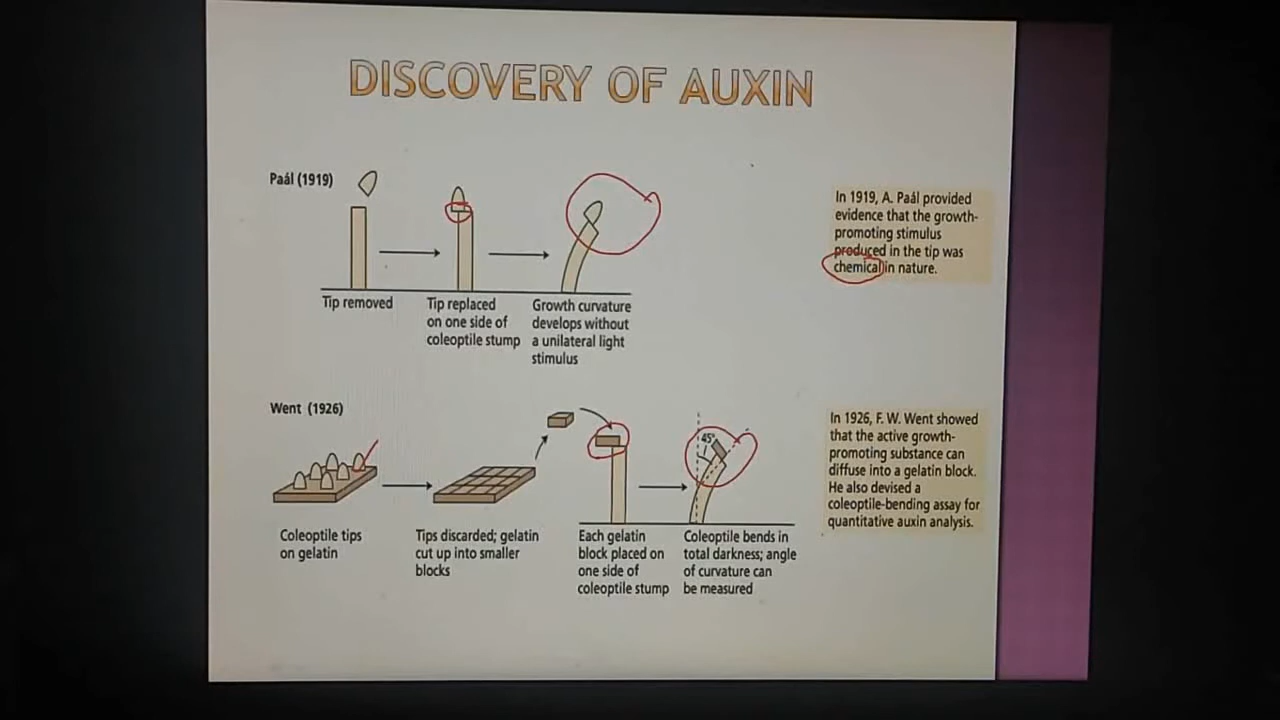 DISCOVERY OF AUXIN
Paál (1919)
Tip removed
Tip replaced
on one side of
coleoptile stump
Growth curvature
develops without
a unilateral light
stimulus
In 1919, A. Paál provided
evidence that the growth-
promoting stimulus
produced in the tip was
chemical in nature.
Went (1926)
45°
Coleoptile tips
on gelatin
Tips discarded; gelatin
cut up into smaller
blocks
Each gelatin
block placed on
one side of
coleoptile stump
Coleoptile bends in
total darkness; angle
of curvature can
be measured
In 1926, F. W. Went showed
that the active growth-
promoting substance can
diffuse into a gelatin block.
He also devised a
coleoptile-bending assay for
quantitative auxin analysis.